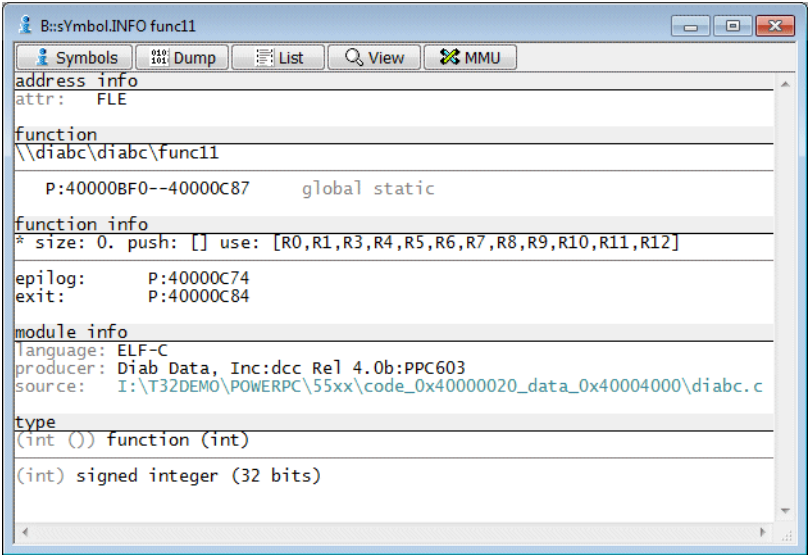 B::sYmbol.INFO func11
Symbols Dump List View MMU
address info
attr: FLE
function
\\diabc\diabc\func11
P:40000BF0--40000C87 global static
function info
* size: 0. push: [] use: [R0,R1,R3,R4,R5,R6,R7,R8,R9,R10,R11,R12]
epilog: P:40000C74
exit: P:40000C84
module info
language: ELF-C
producer: Diab Data, Inc:dcc Rel 4.0b:PPC603
source: I:\T32DEMO\POWERPC\55xx\code_0x40000020_data_0x40004000\diabc.c
type
(int ()) function (int)
(int) signed integer (32 bits)